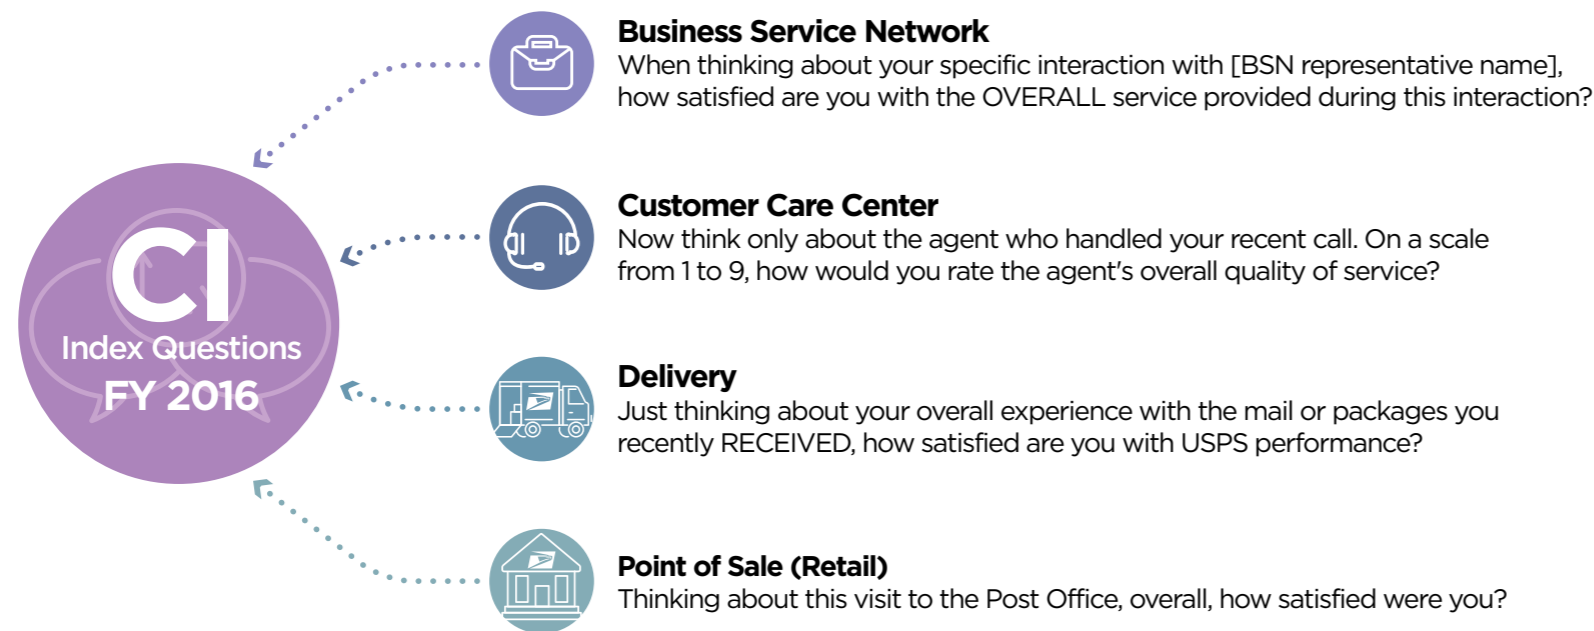 CI
Index Questions
FY 2016
Business Service Network
When thinking about your specific interaction with [BSN representative name],
how satisfied are you with the OVERALL service provided during this interaction?
Customer Care Center
Now think only about the agent who handled your recent call. On a scale
from 1 to 9, how would you rate the agent's overall quality of service?
Delivery
Just thinking about your overall experience with the mail or packages you
recently RECEIVED, how satisfied are you with USPS performance?
Point of Sale (Retail)
Thinking about this visit to the Post Office, overall, how satisfied were you?